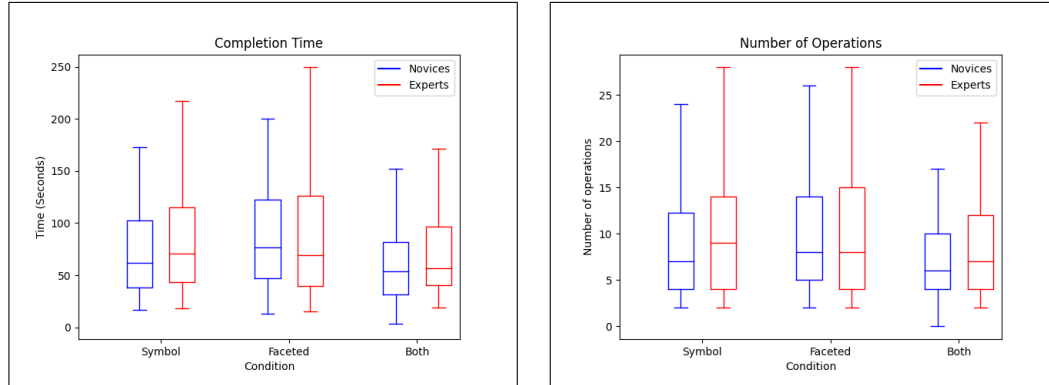 Completion Time
250
200
150
100
50
0
Time (Seconds)
Novices
Experts
Symbol
Faceted
Both
Condition
Number of Operations
25
20
15
10
5
0
Number of operations
Novices
Experts
Symbol
Faceted
Both
Condition